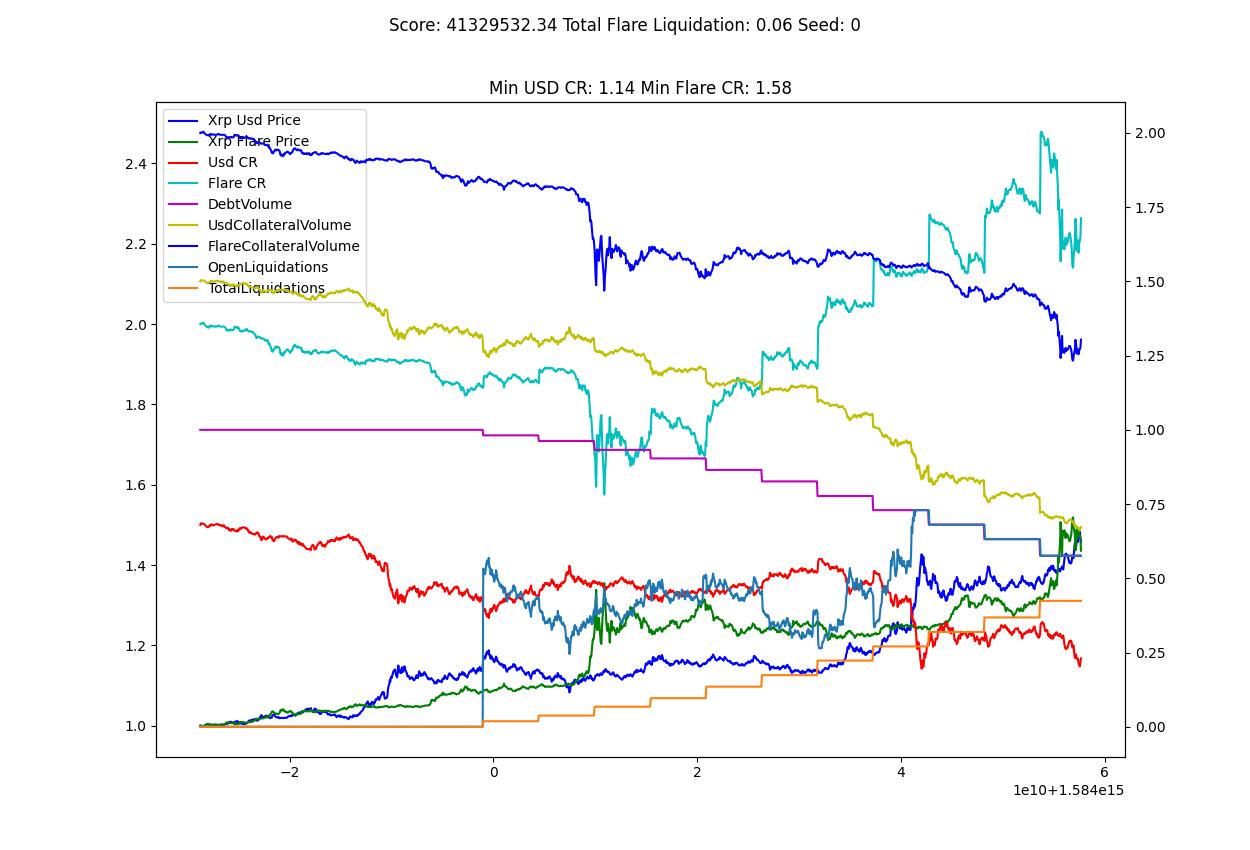 Score: 41329532.34 Total Flare Liquidation: 0.06 Seed: 0
Min USD CR: 1.14 Min Flare CR: 1.58
Xrp Usd Price
Xrp Flare Price
Usd CR
Flare CR
DebtVolume
UsdCollateralVolume
FlareCollateralVolume
OpenLiquidations
TotalLiquidations
2.4
2.2
2.0
1.8
1.6
1.4
1.2
1.0
2.00
1.75
1.50
1.25
1.00
0.75
0.50
0.25
0.00
−2
0
2
4
6
1e10+1.584e15